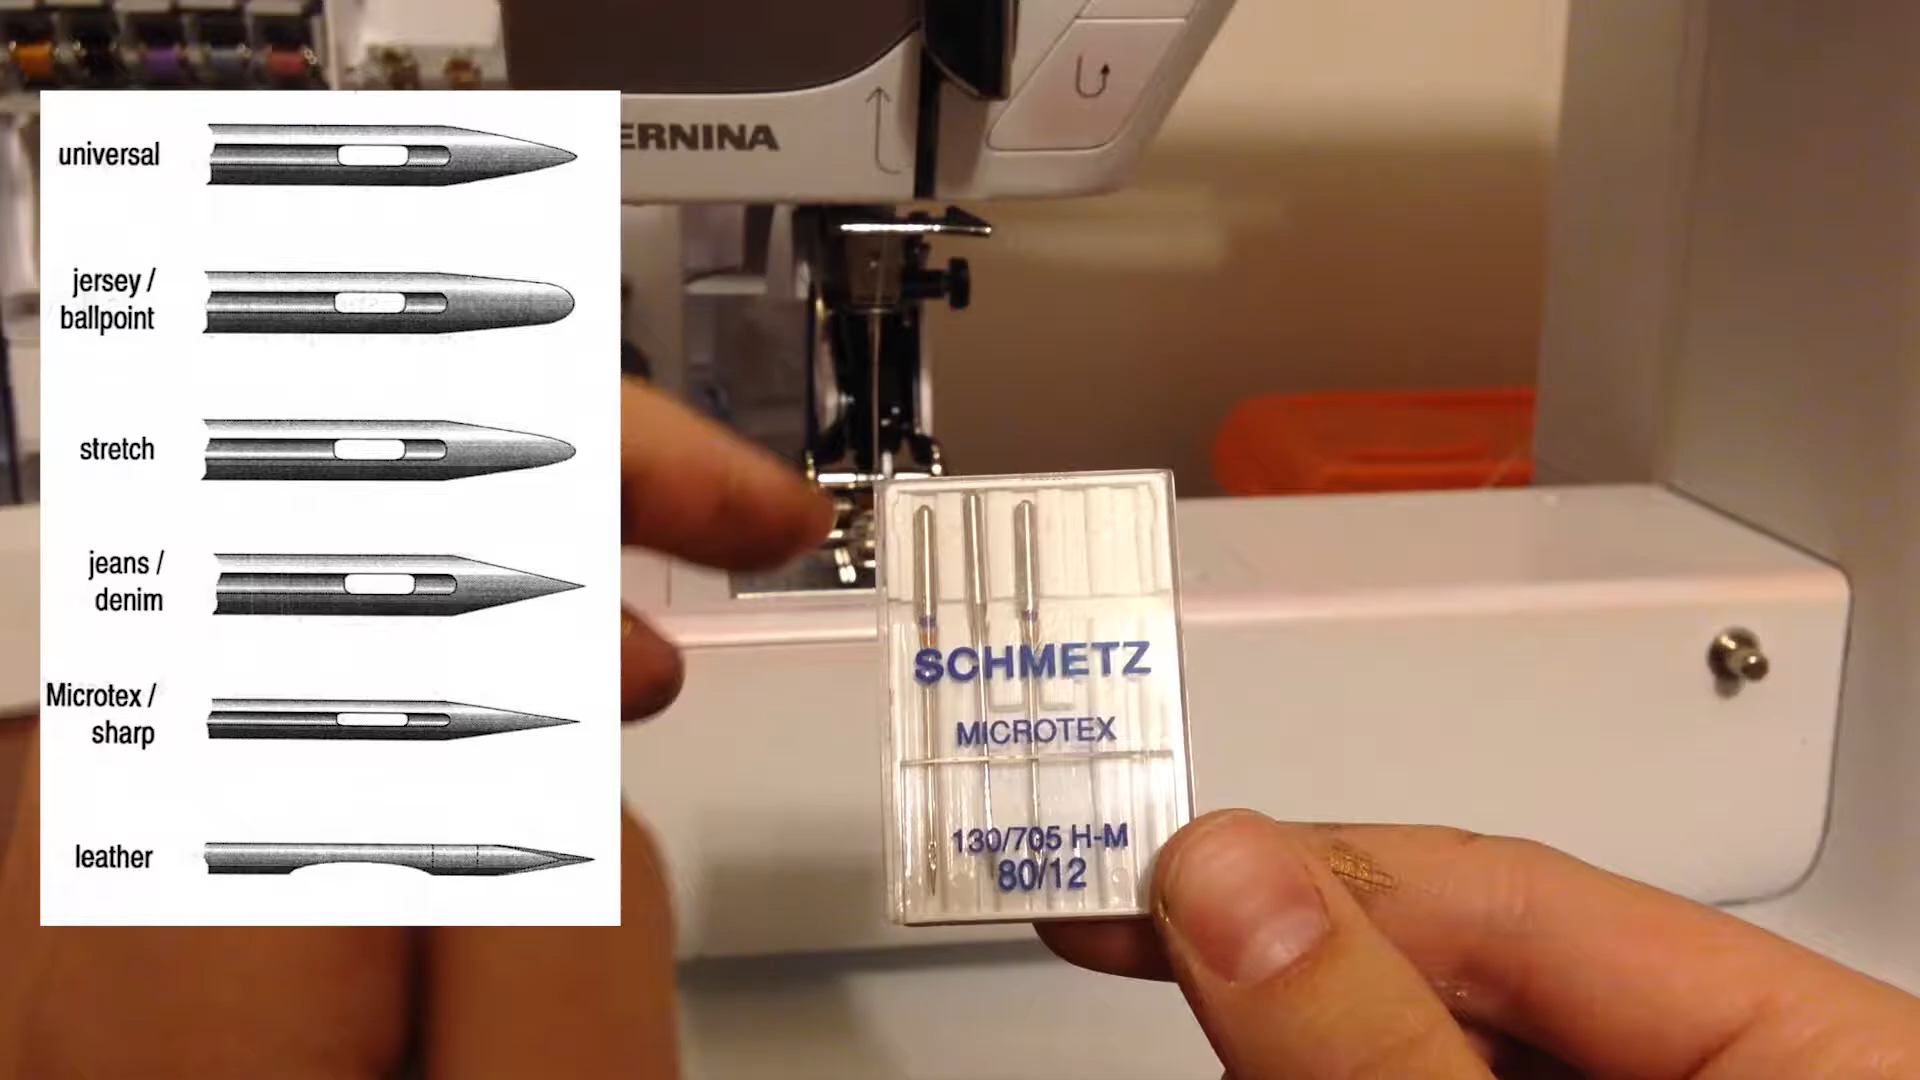 universal
jersey /
ballpoint
stretch
jeans /
denim
Microtex /
sharp
leather
ERNINA
SCHMETZ
MICROTEX
130/705 H-M
80/12